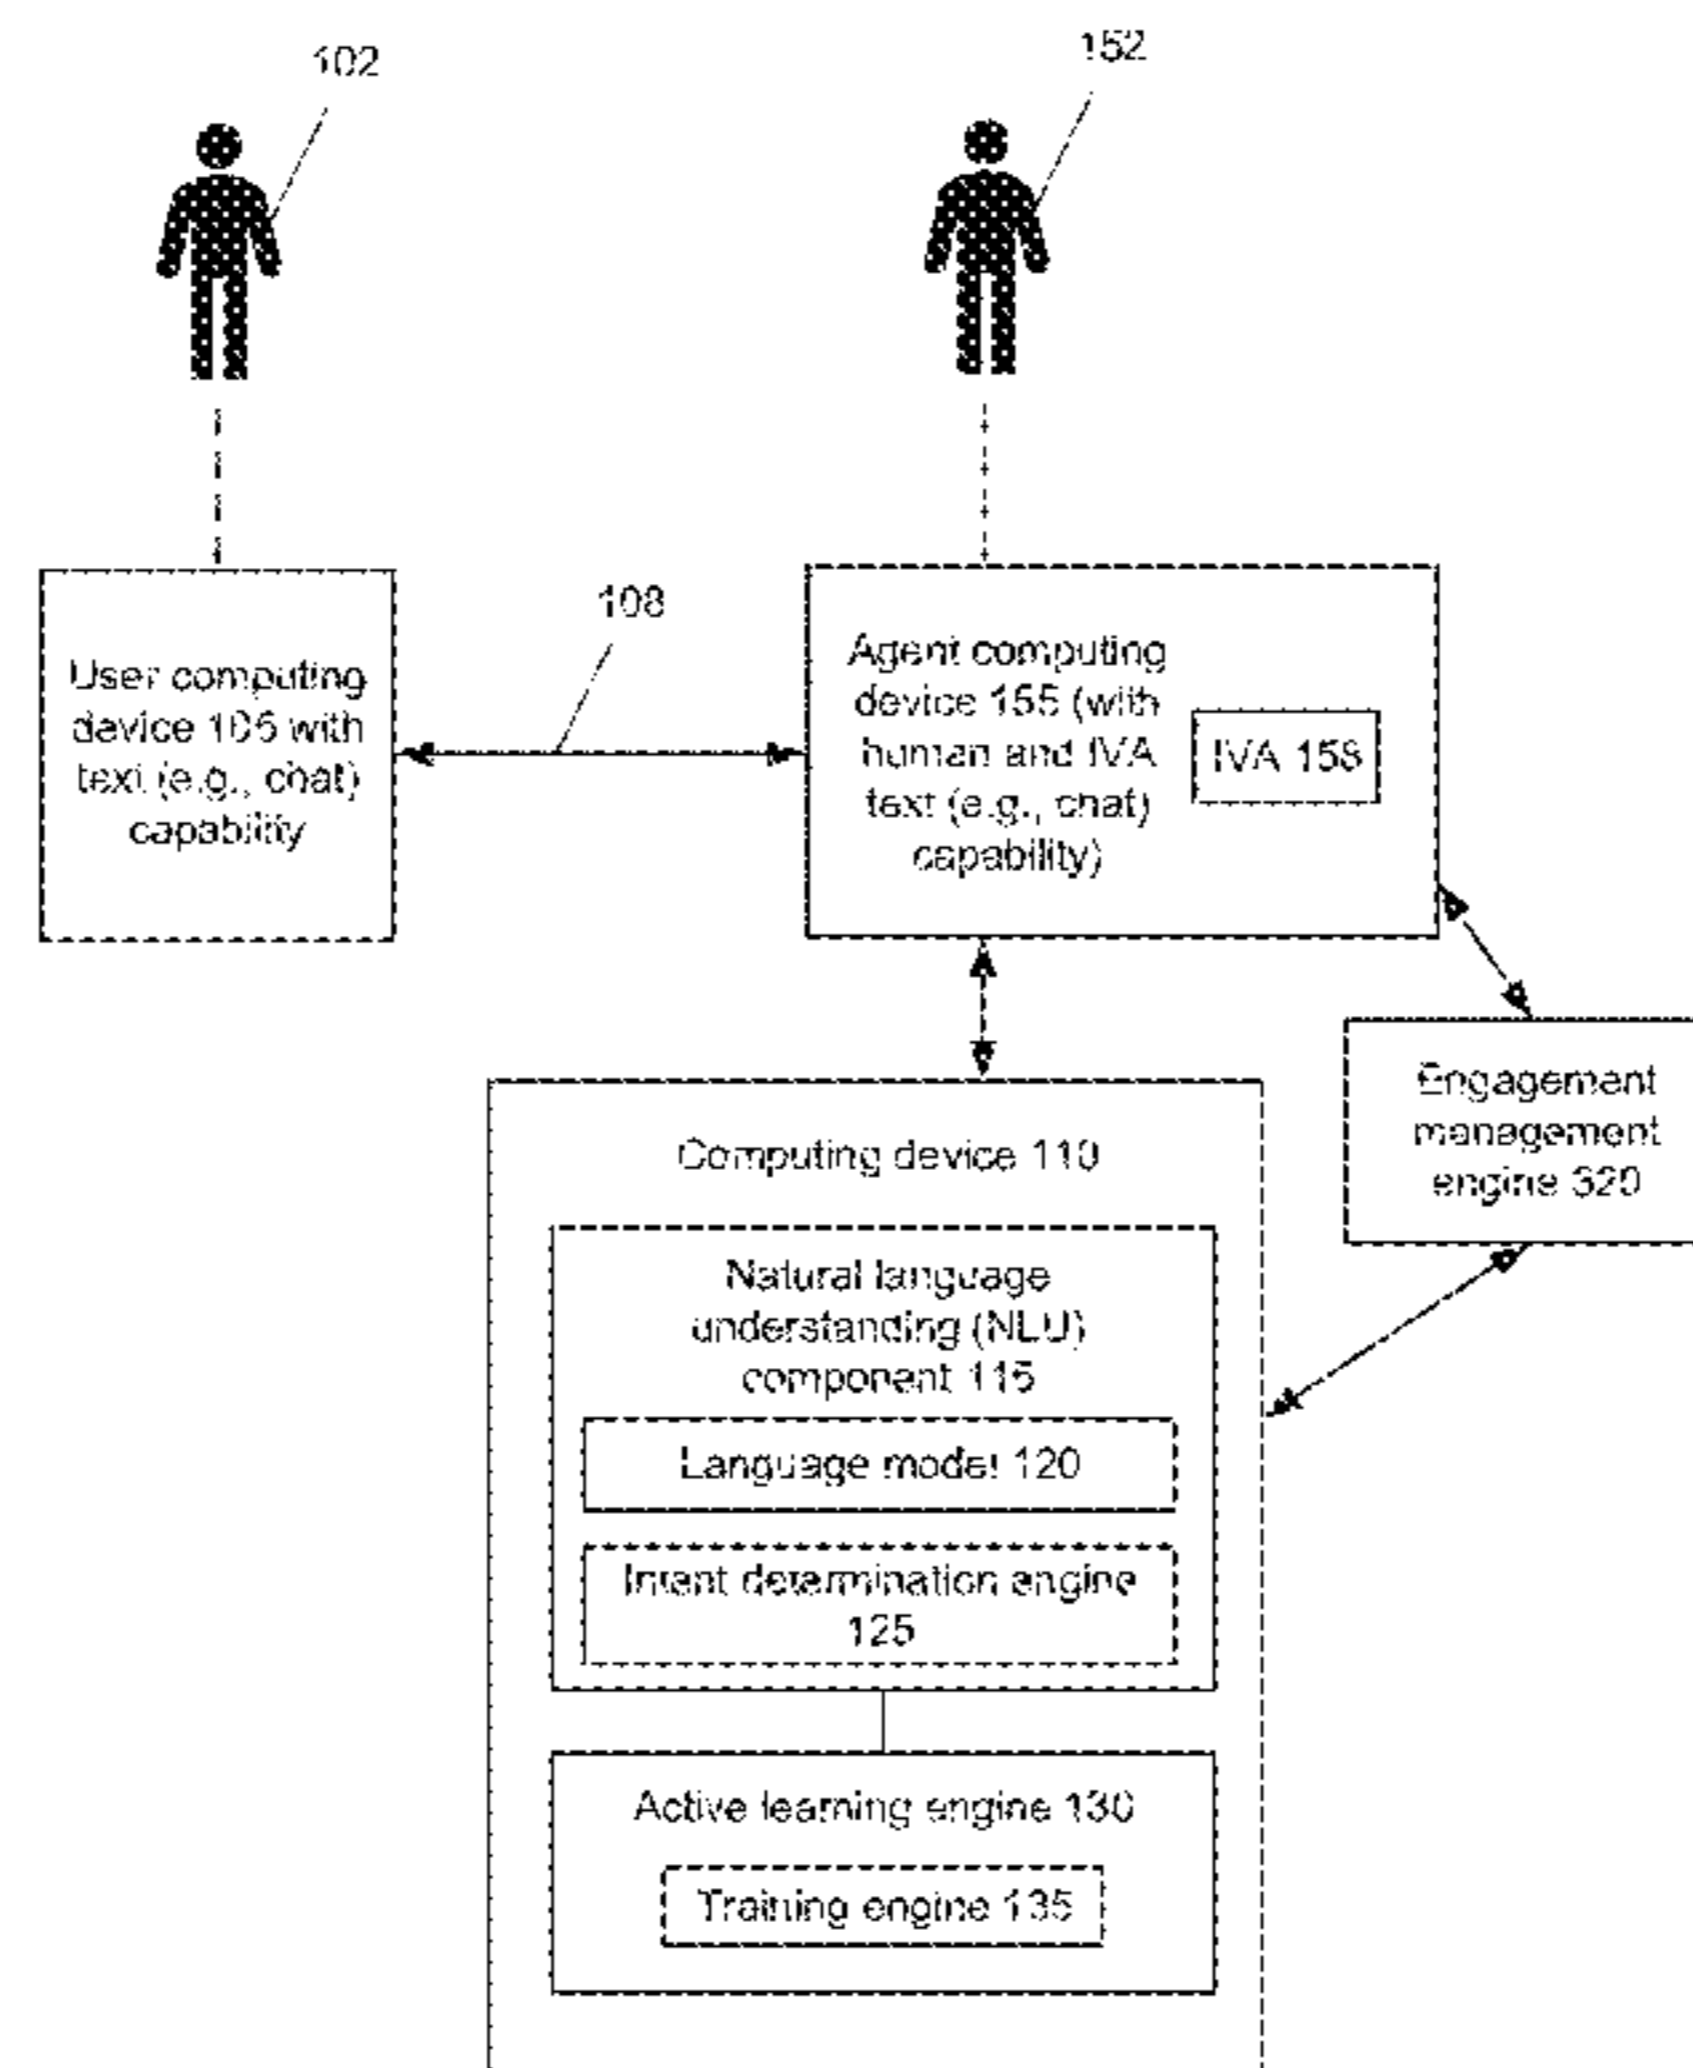 102
152
108
User computing
device 105 with
text (e.g., chat)
capability
Agent computing
device 155 (with
human and IVA
text (e.g., chat)
capability)
IVA 158
Engagement
management
engine 320
Computing device 110
Natural language
understanding (NLU)
component 115
Language model 120
Intent determination engine
125
Active learning engine 130
Training engine 135